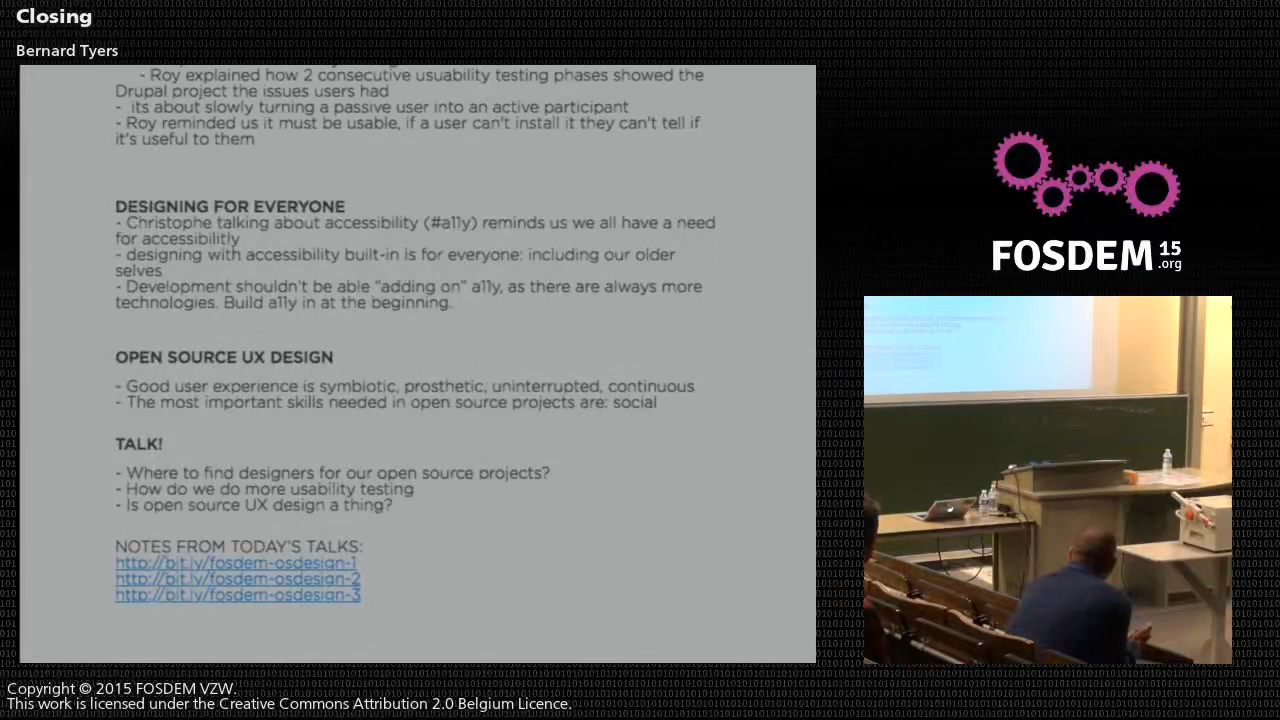 Closing
Bernard Tyers
- Roy explained how 2 consecutive usuability testing phases showed the
Drupal project the issues users had
- its about slowly turning a passive user into an active participant
- Roy reminded us it must be usable, if a user can't install it they can't tell if
it's useful to them
DESIGNING FOR EVERYONE
- Christophe talking about accessibility (#a11y) reminds us we all have a need
for accessibilitly
- designing with accessibility built-in is for everyone: including our older
selves
- Development shouldn't be able "adding on" a11y, as there are always more
technologies. Build a11y in at the beginning.
OPEN SOURCE UX DESIGN
- Good user experience is symbiotic, prosthetic, uninterrupted, continuous
- The most important skills needed in open source projects are: social
TALK!
- Where to find designers for our open source projects?
- How do we do more usability testing
- Is open source UX design a thing?
NOTES FROM TODAY'S TALKS:
http://bit.ly/fosdem-osdesign-1
http://bit.ly/fosdem-osdesign-2
http://bit.ly/fosdem-osdesign-3
FOSDEM 15
.org
Copyright © 2015 FOSDEM VZW.
This work is licensed under the Creative Commons Attribution 2.0 Belgium Licence.